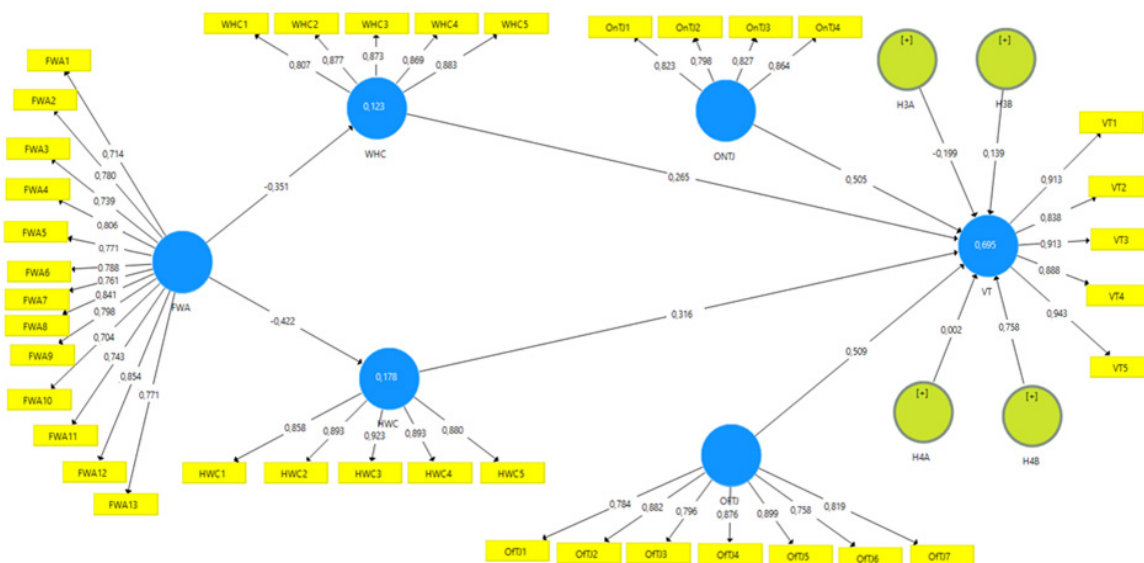 WHC1 WHC2 WHC3 WHC4 WHC5
0,807 0,877 0,873 0,869 0,883
0,123
WHC
OnTJ1 OnTJ2 OnTJ3 OnTJ4
0,823 0,798 0,827 0,864
ONTJ
[+]
H3A
[+]
H3B
-0,199
0,139
FWA1
FWA2
FWA3
FWA4
FWA5
FWA6
FWA7
FWA8
FWA9
FWA10
FWA11
FWA12
FWA13
0,714
0,780
0,739
0,806
0,771
0,788
0,761
0,841
0,798
0,704
0,743
0,854
0,771
FWA
-0,351
-0,422
0,265
0,505
0,316
0,509
0,695
VT
VT1
VT2
VT3
VT4
VT5
0,913
0,838
0,913
0,888
0,943
0,002
0,758
[+]
H4A
[+]
H4B
0,178
HWC
0,858 0,893 0,923 0,893 0,880
HWC1 HWC2 HWC3 HWC4 HWC5
OFTJ
0,784 0,882 0,796 0,876 0,899 0,758 0,819
OfTJ1 OfTJ2 OfTJ3 OfTJ4 OfTJ5 OfTJ6 OfTJ7